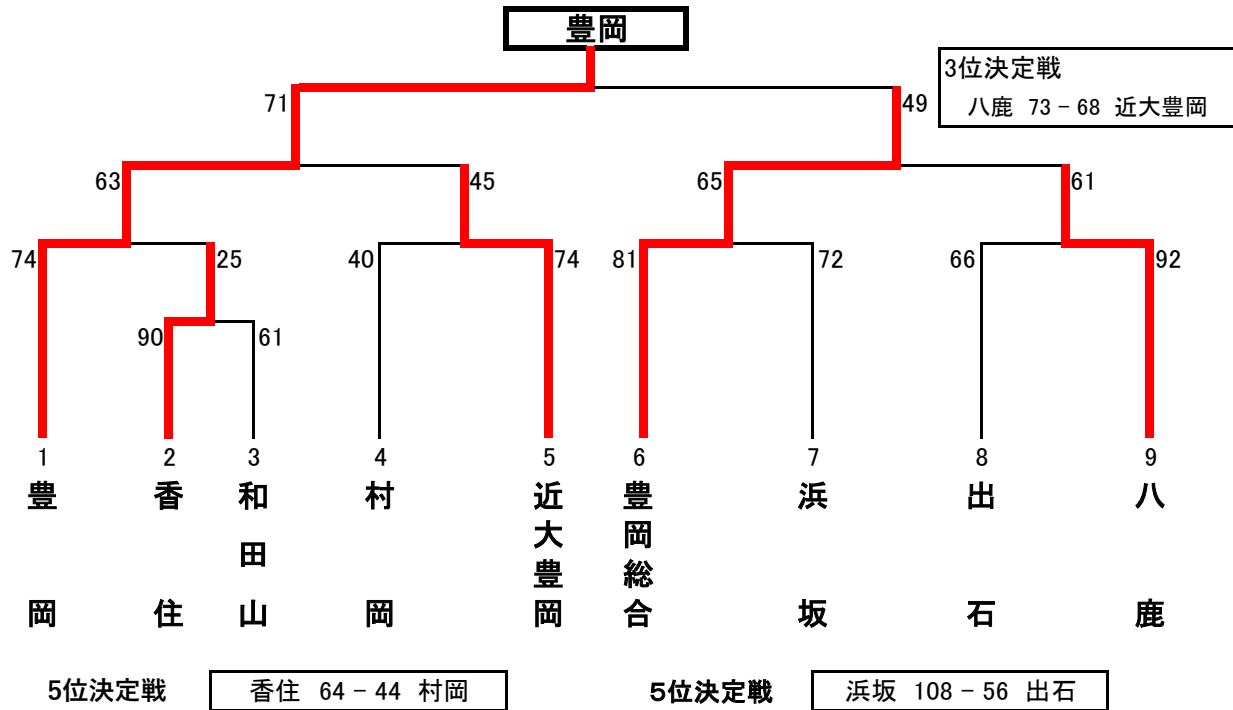 豊岡
3位決定戦
八鹿 73 - 68 近大豊岡
71
49
63
45
65
61
74
25
40
74
81
72
66
92
90
61
1
2
3
4
5
6
7
8
9
豊岡
香住
和田山
村岡
近大豊岡
豊岡総合
浜坂
出石
八鹿
5位決定戦
香住 64 - 44 村岡
5位決定戦
浜坂 108 - 56 出石